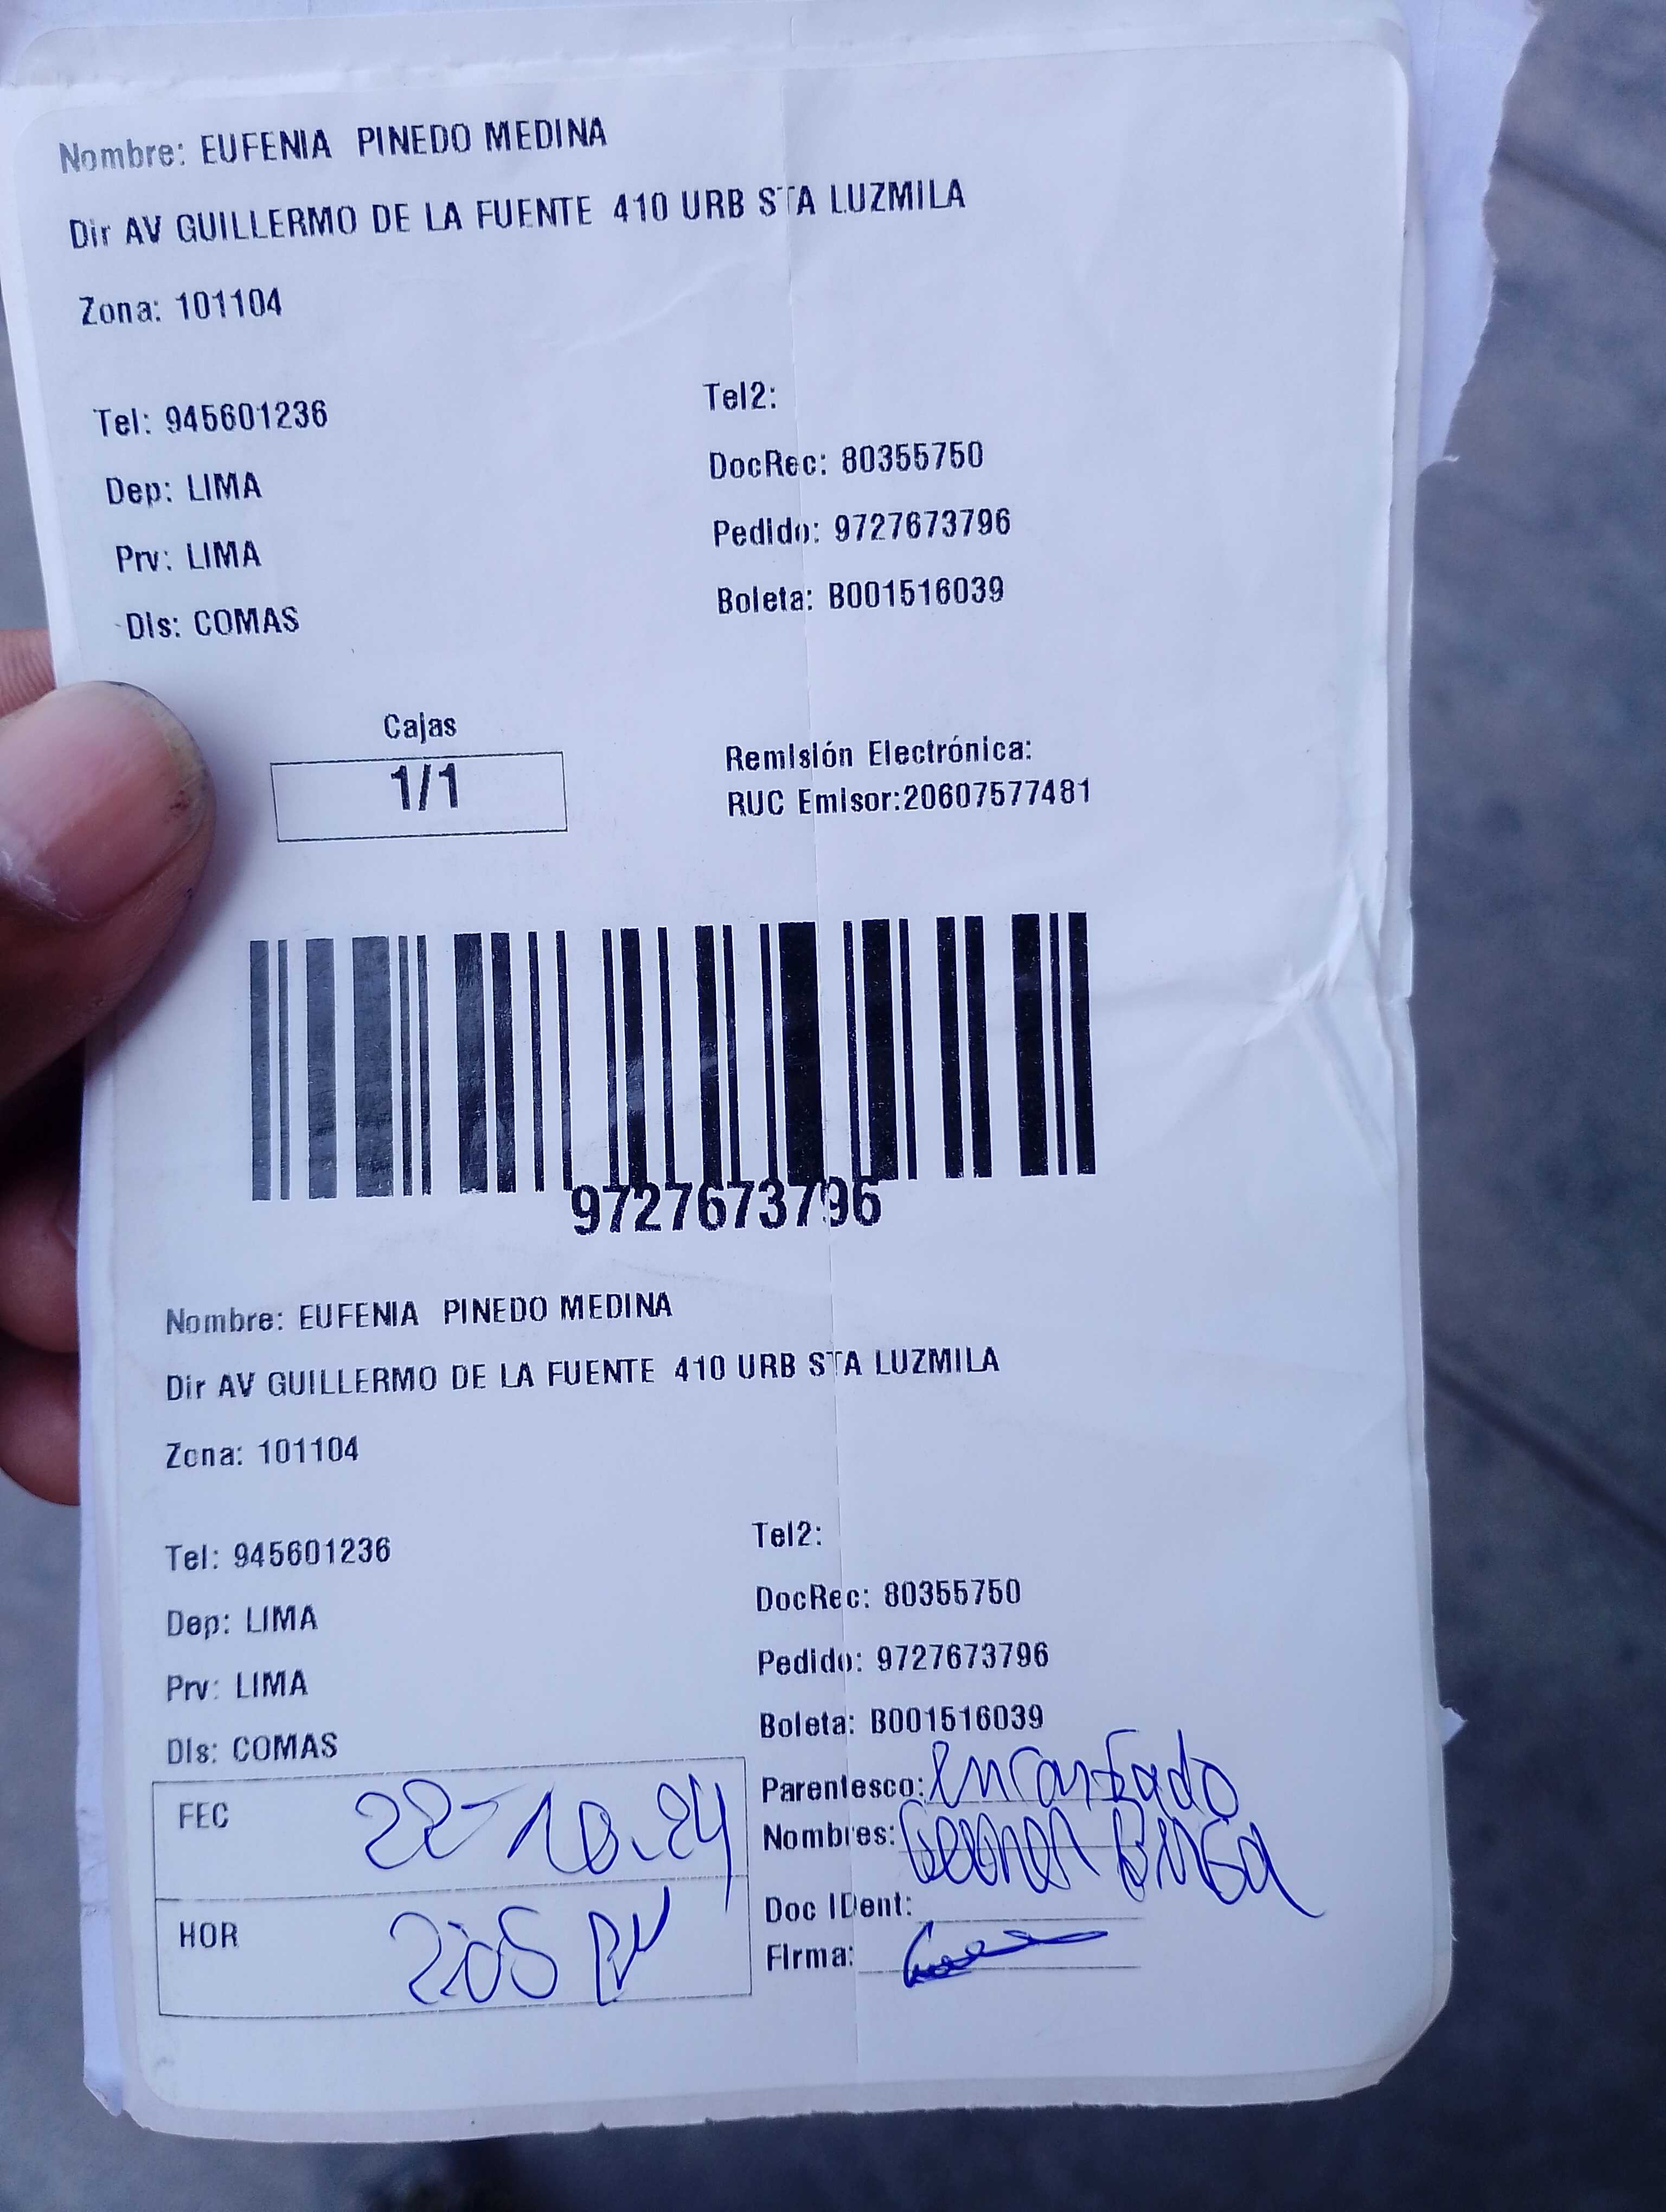 Nombre: EUFENIA PINEDO MEDINA
Dir AV GUILLERMO DE LA FUENTE 410 URB STA LUZMILA
Zona: 101104
Tel: 945601236
Tel2:
Dep: LIMA
DocRec: 80355750
Prv: LIMA
Pedido: 9727673796
Dis: COMAS
Boleta: B001516039
Cajas
1/1
Remisión Electrónica:
RUC Emisor:20607577481
9727673796
Nombre: EUFENIA PINEDO MEDINA
Dir AV GUILLERMO DE LA FUENTE 410 URB STA LUZMILA
Zona: 101104
Tel: 945601236
Tel2:
Dep: LIMA
DocRec: 80355750
Prv: LIMA
Pedido: 9727673796
Dis: COMAS
Boleta: B001516039
FEC 22-10.24
HOR 2:05 PM
Parentesco: encargado
Nombres:
Doc IDent:
Firma: